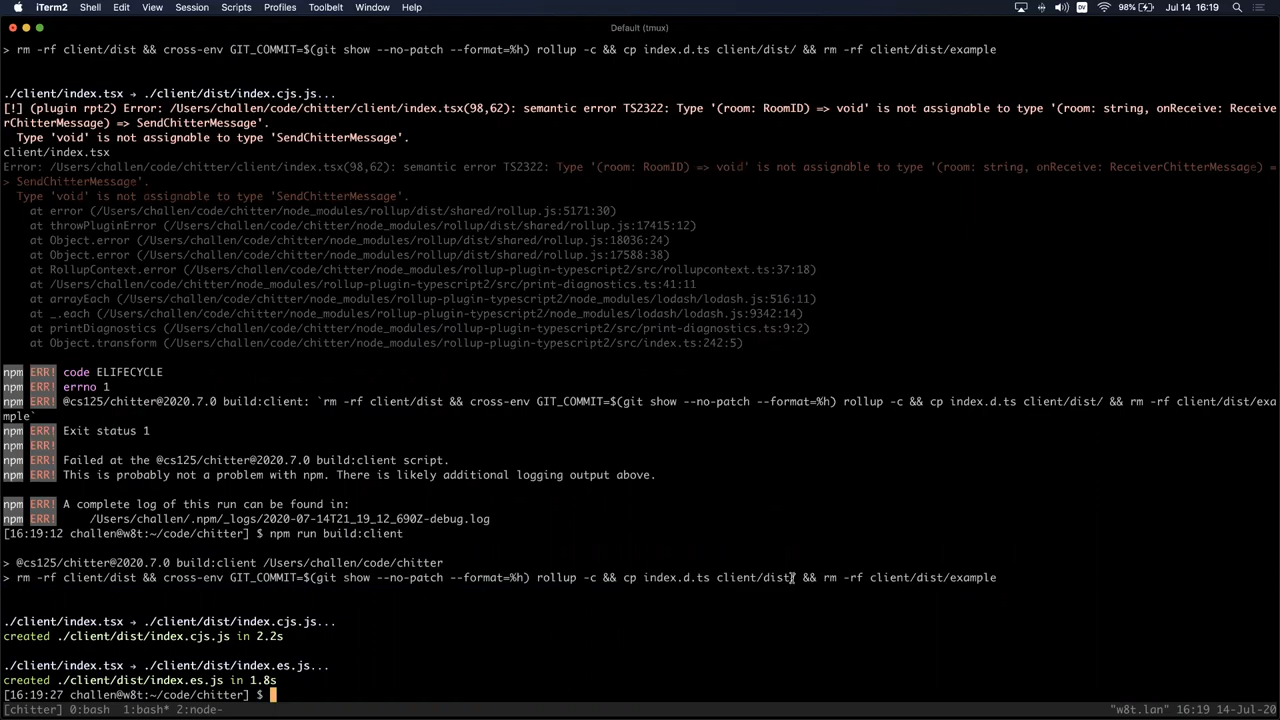 iTerm2 Shell Edit View Session Scripts Profiles Toolbelt Window Help 98% Jul 14 16:19
Default (tmux)
> rm -rf client/dist && cross-env GIT_COMMIT=$(git show --no-patch --format=%h) rollup -c && cp index.d.ts client/dist/ && rm -rf client/dist/example
./client/index.tsx → ./client/dist/index.cjs.js...
[!] (plugin rpt2) Error: /Users/challen/code/chitter/client/index.tsx(98,62): semantic error TS2322: Type '(room: RoomID) => void' is not assignable to type '(room: string, onReceive: Receive
rChitterMessage) => SendChitterMessage'.
Type 'void' is not assignable to type 'SendChitterMessage'.
client/index.tsx
Error: /Users/challen/code/chitter/client/index.tsx(98,62): semantic error TS2322: Type '(room: RoomID) => void' is not assignable to type '(room: string, onReceive: ReceiverChitterMessage) =
> SendChitterMessage'.
Type 'void' is not assignable to type 'SendChitterMessage'.
at error (/Users/challen/code/chitter/node_modules/rollup/dist/shared/rollup.js:5171:30)
at throwPluginError (/Users/challen/code/chitter/node_modules/rollup/dist/shared/rollup.js:17415:12)
at Object.error (/Users/challen/code/chitter/node_modules/rollup/dist/shared/rollup.js:18036:24)
at Object.error (/Users/challen/code/chitter/node_modules/rollup/dist/shared/rollup.js:17588:38)
at RollupContext.error (/Users/challen/code/chitter/node_modules/rollup-plugin-typescript2/src/rollupcontext.ts:37:18)
at /Users/challen/code/chitter/node_modules/rollup-plugin-typescript2/src/print-diagnostics.ts:41:11
at arrayEach (/Users/challen/code/chitter/node_modules/rollup-plugin-typescript2/node_modules/lodash/lodash.js:516:11)
at _.each (/Users/challen/code/chitter/node_modules/rollup-plugin-typescript2/node_modules/lodash/lodash.js:9342:14)
at printDiagnostics (/Users/challen/code/chitter/node_modules/rollup-plugin-typescript2/src/print-diagnostics.ts:9:2)
at Object.transform (/Users/challen/code/chitter/node_modules/rollup-plugin-typescript2/src/index.ts:242:5)
npm ERR! code ELIFECYCLE
npm ERR! errno 1
npm ERR! @cs125/chitter@2020.7.0 build:client: `rm -rf client/dist && cross-env GIT_COMMIT=$(git show --no-patch --format=%h) rollup -c && cp index.d.ts client/dist/ && rm -rf client/dist/exa
mple`
npm ERR! Exit status 1
npm ERR!
npm ERR! Failed at the @cs125/chitter@2020.7.0 build:client script.
npm ERR! This is probably not a problem with npm. There is likely additional logging output above.
npm ERR! A complete log of this run can be found in:
npm ERR! /Users/challen/.npm/_logs/2020-07-14T21_19_12_690Z-debug.log
[16:19:12 challen@w8t:~/code/chitter] $ npm run build:client
> @cs125/chitter@2020.7.0 build:client /Users/challen/code/chitter
> rm -rf client/dist && cross-env GIT_COMMIT=$(git show --no-patch --format=%h) rollup -c && cp index.d.ts client/dist/ && rm -rf client/dist/example
./client/index.tsx → ./client/dist/index.cjs.js...
created ./client/dist/index.cjs.js in 2.2s
./client/index.tsx → ./client/dist/index.es.js...
created ./client/dist/index.es.js in 1.8s
[16:19:27 challen@w8t:~/code/chitter] $
[chitter] 0:bash 1:bash* 2:node- "w8t.lan" 16:19 14-Jul-20